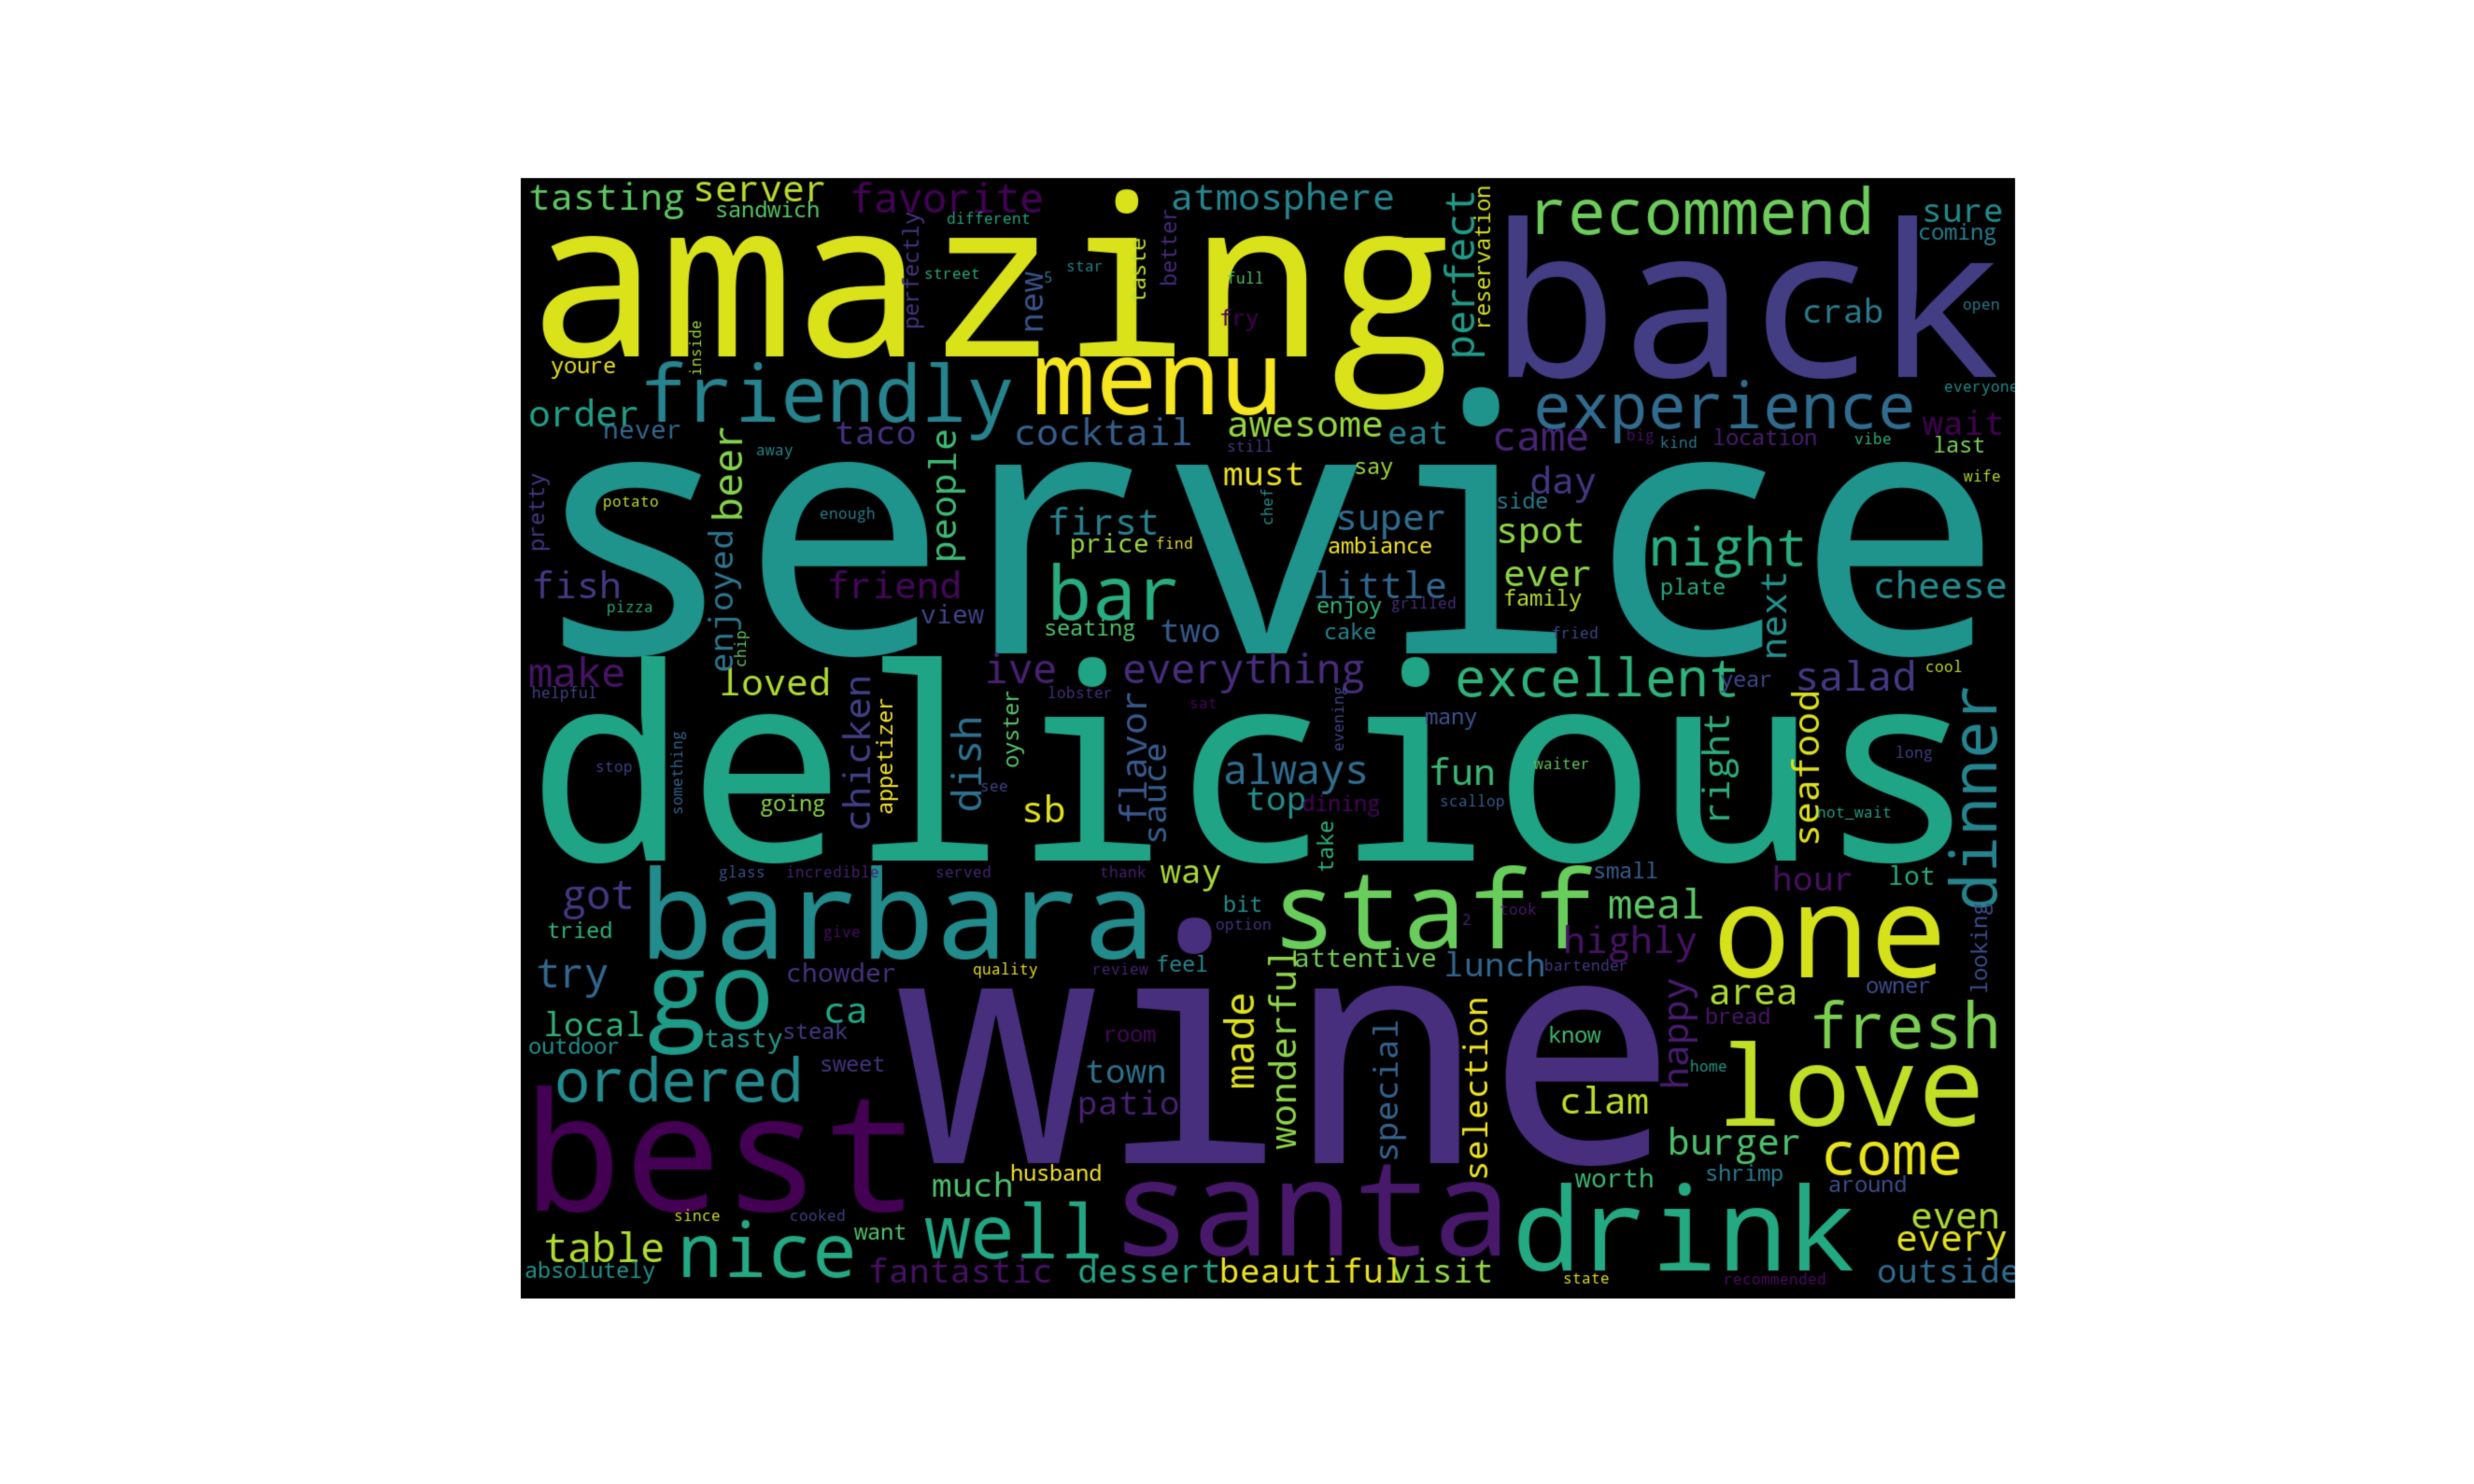 tasting server favorite atmosphere recommend sure
sandwich different coming
amazing back
perfectly street new 5 star taste better full fry perfect reservation crab open
youre inside friendly menu experience everyone
order never taco cocktail awesome eat came big kind location vibe wait last
away still
service
pretty potato beer enough people must say chef day side wife
first super spot night
price find ambiance
fish pizza enjoyed friend view bar little ever plate next cheese
chip seating two enjoy grilled cake family fried
make loved ive everything excellent year salad cool
helpful lobster sat evening many
delicious
something stop going chicken appetizer dish see oyster sb flavor sauce always top dining fun scallop waiter right seafood not_wait long dinner
glass incredible served thank way take small hour lot
got barbara staff meal one
tried give bit option 2 took highly looking
try chowder quality review feel attentive lunch bartender area owner
go wine
local ca made wonderful special selection know happy bread fresh
outdoor tasty steak room
sweet town home love
ordered patio clam
best burger come
much husband santa worth shrimp around
since cooked drink even
table nice want well every
absolutely fantastic dessert beautiful visit state recommended outside